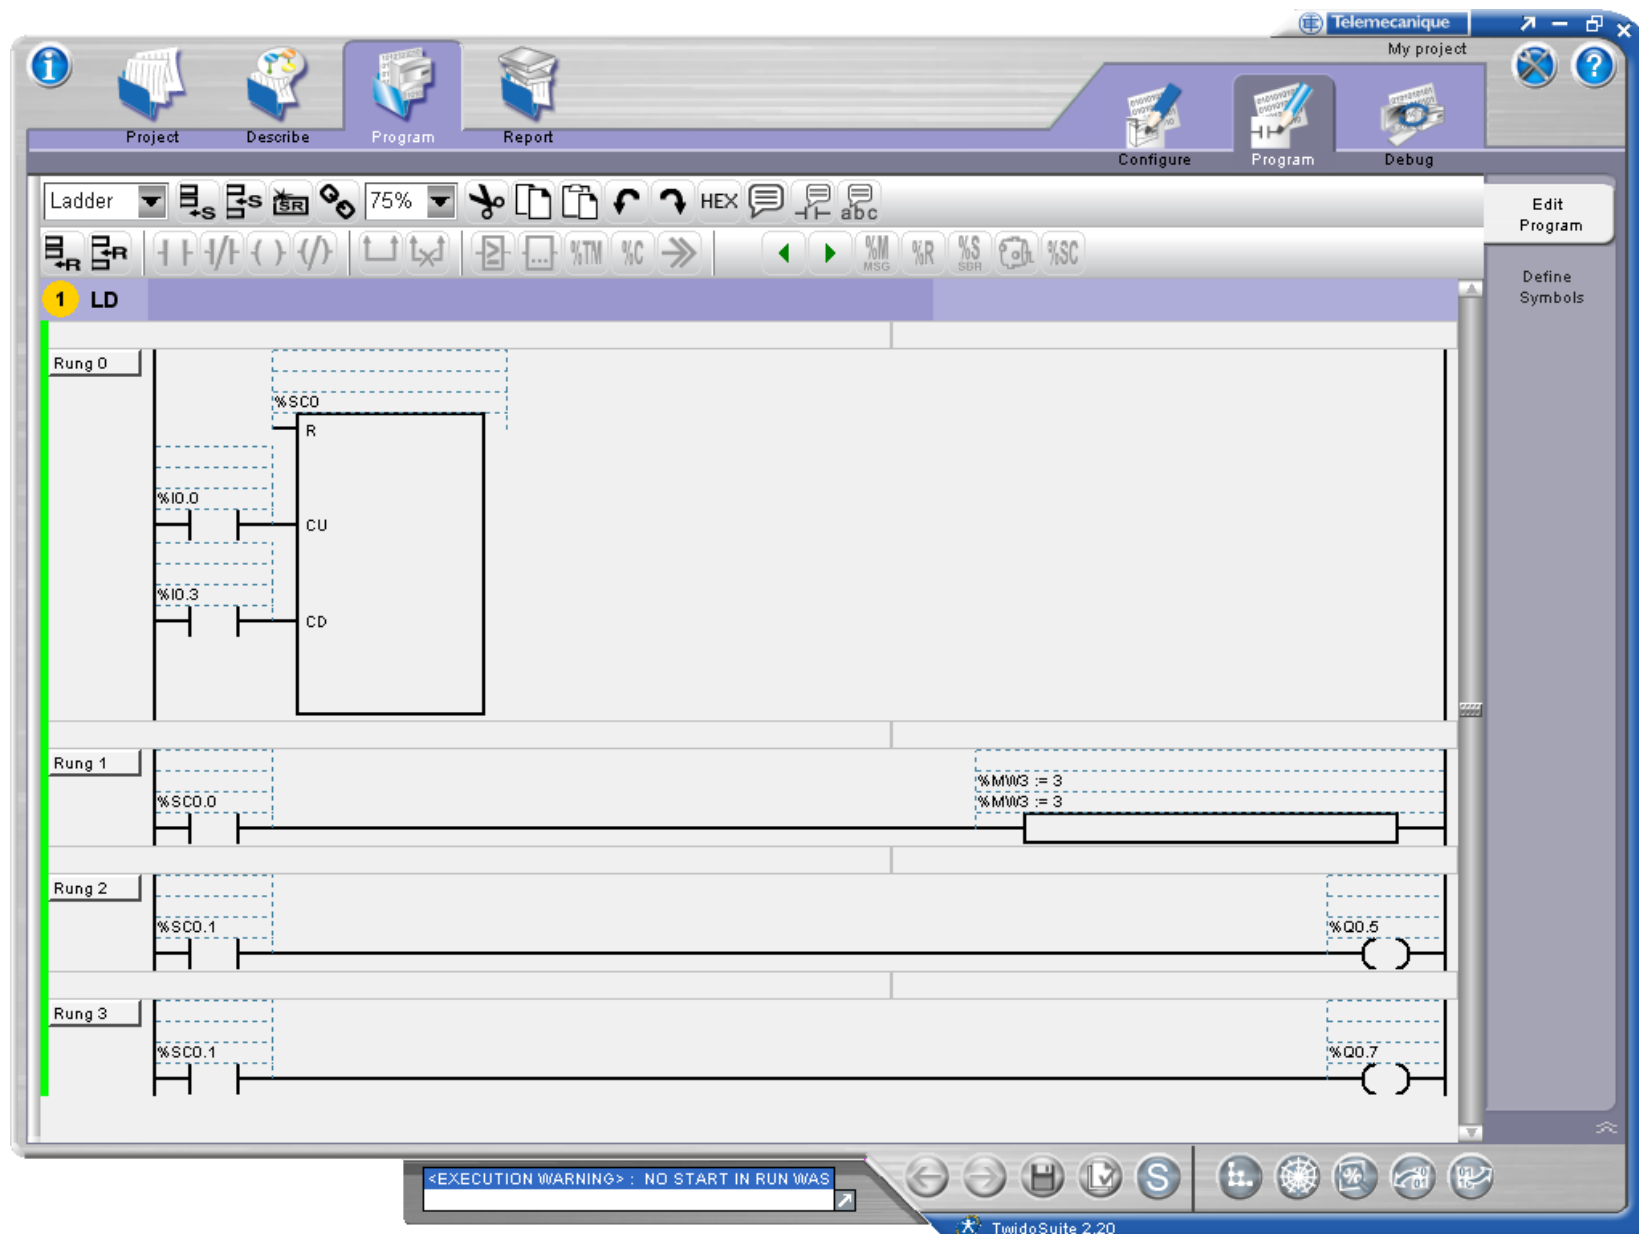 Telemecanique
My project
Project
Describe
Program
Report
Configure
Program
Debug
Ladder
S
S
SR
75%
HEX
abc
R
R
%TM
%C
%M
MSG
%R
%S
SBR
%SC
Edit
Program
Define
Symbols
1 LD
Rung 0
%SC0
R
%I0.0
CU
%I0.3
CD
Rung 1
%MW3 := 3
%SC0.0
%MW3 := 3
Rung 2
%SC0.1
%Q0.5
Rung 3
%SC0.1
%Q0.7
<EXECUTION WARNING> : NO START IN RUN WAS
S
TwidoSuite 2.20